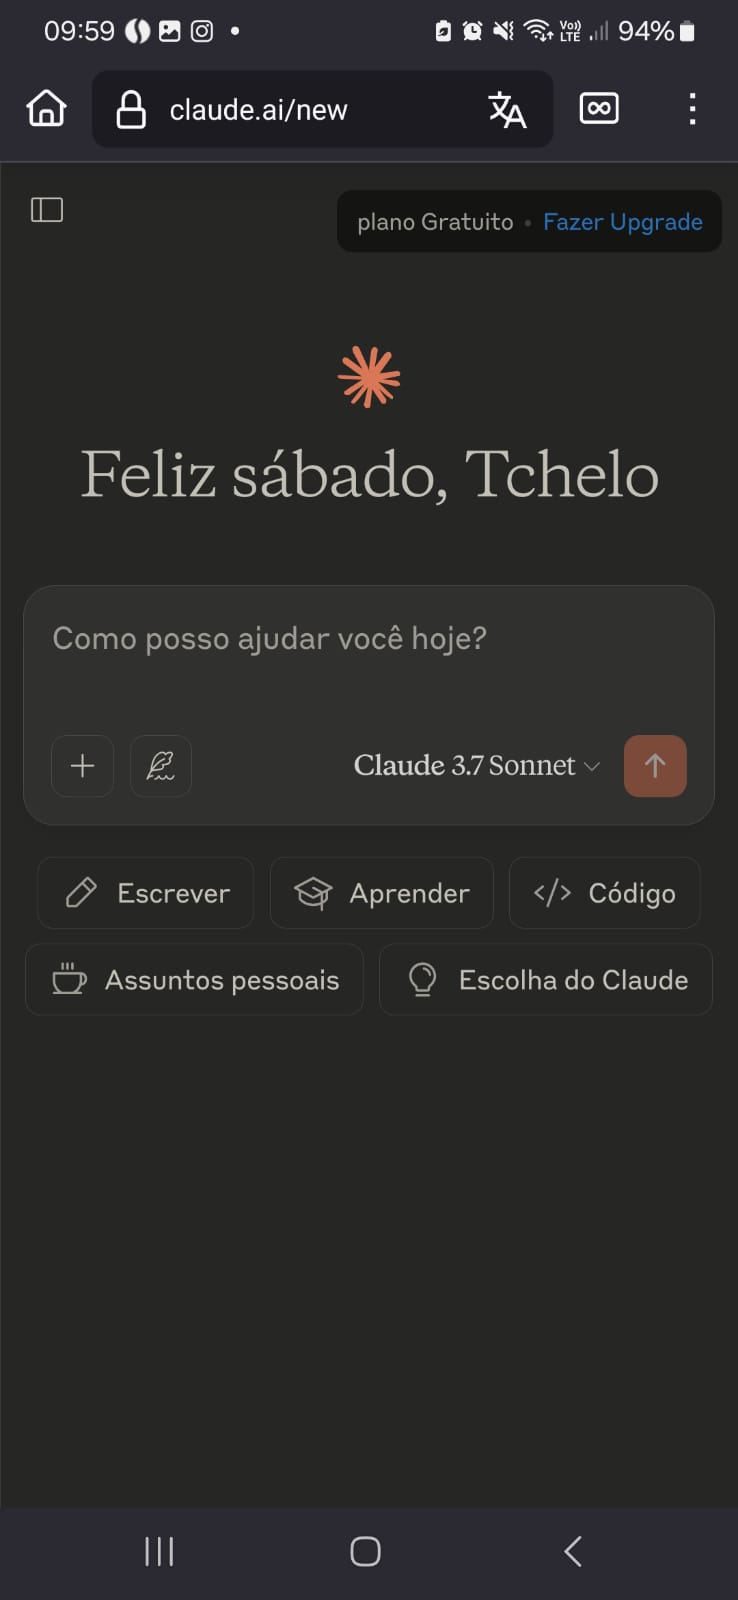 09:59 Vo)) LTE 94%
claude.ai/new
plano Gratuito • Fazer Upgrade
Feliz sábado, Tchelo
Como posso ajudar você hoje?
Claude 3.7 Sonnet
Escrever Aprender </> Código
Assuntos pessoais Escolha do Claude